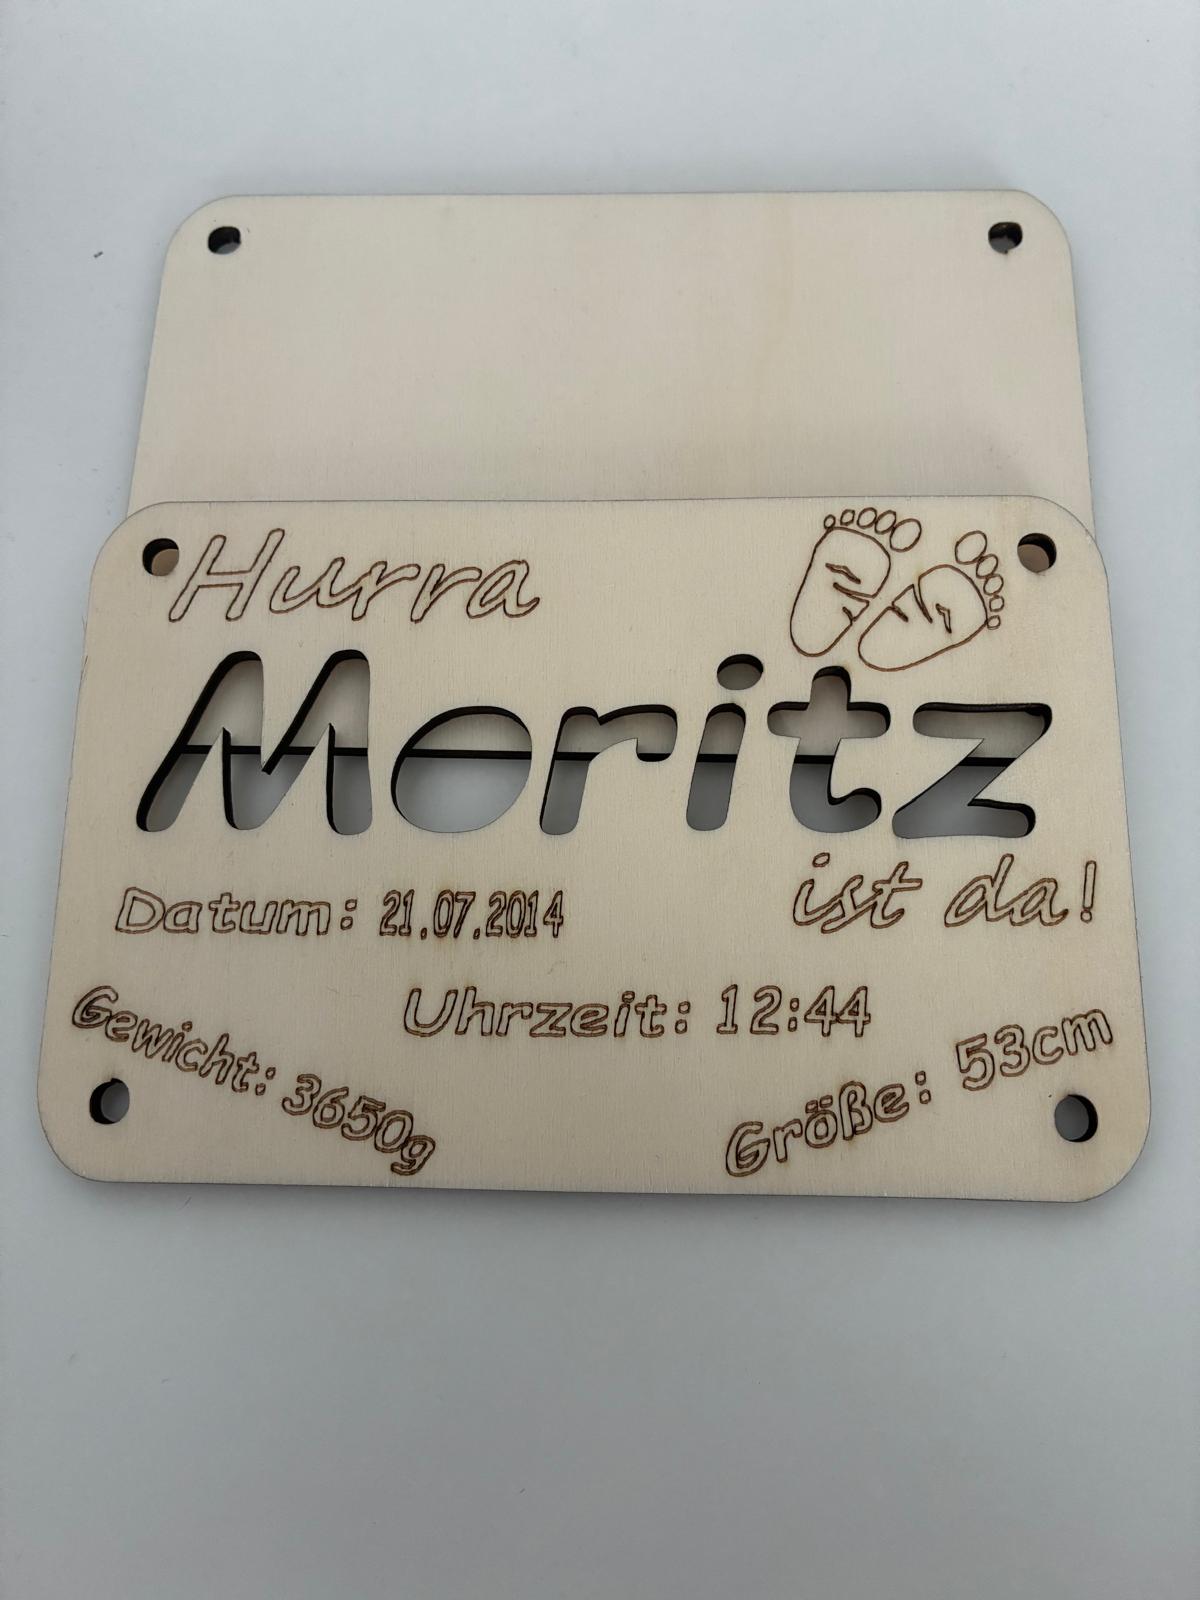 Hurra
Moritz
ist da!
Datum: 21.07.2014
Uhrzeit: 12:44
Gewicht: 3650g
Größe: 53cm